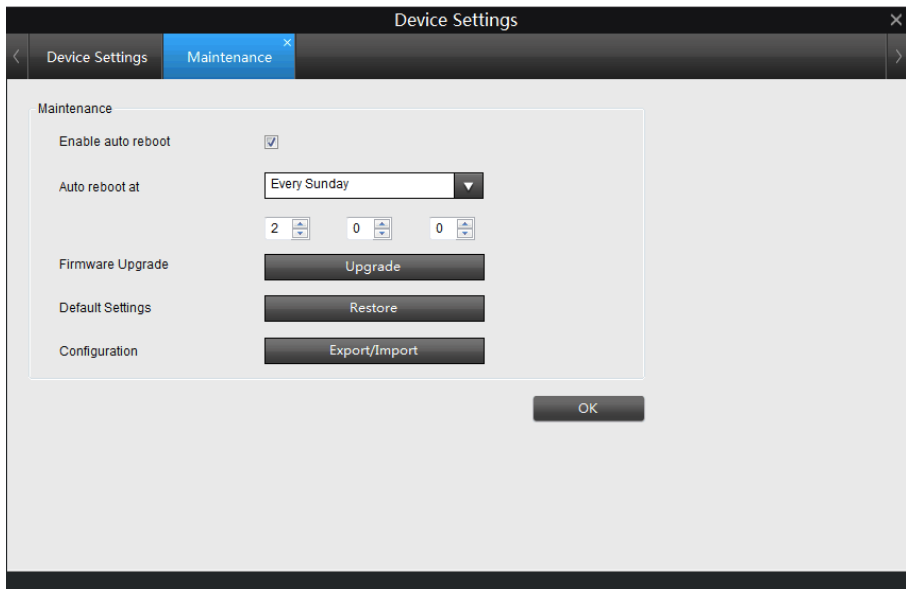 Device Settings
Device Settings
Maintenance
Maintenance
Enable auto reboot
Auto reboot at
Every Sunday
2 0 0
Firmware Upgrade
Upgrade
Default Settings
Restore
Configuration
Export/Import
OK